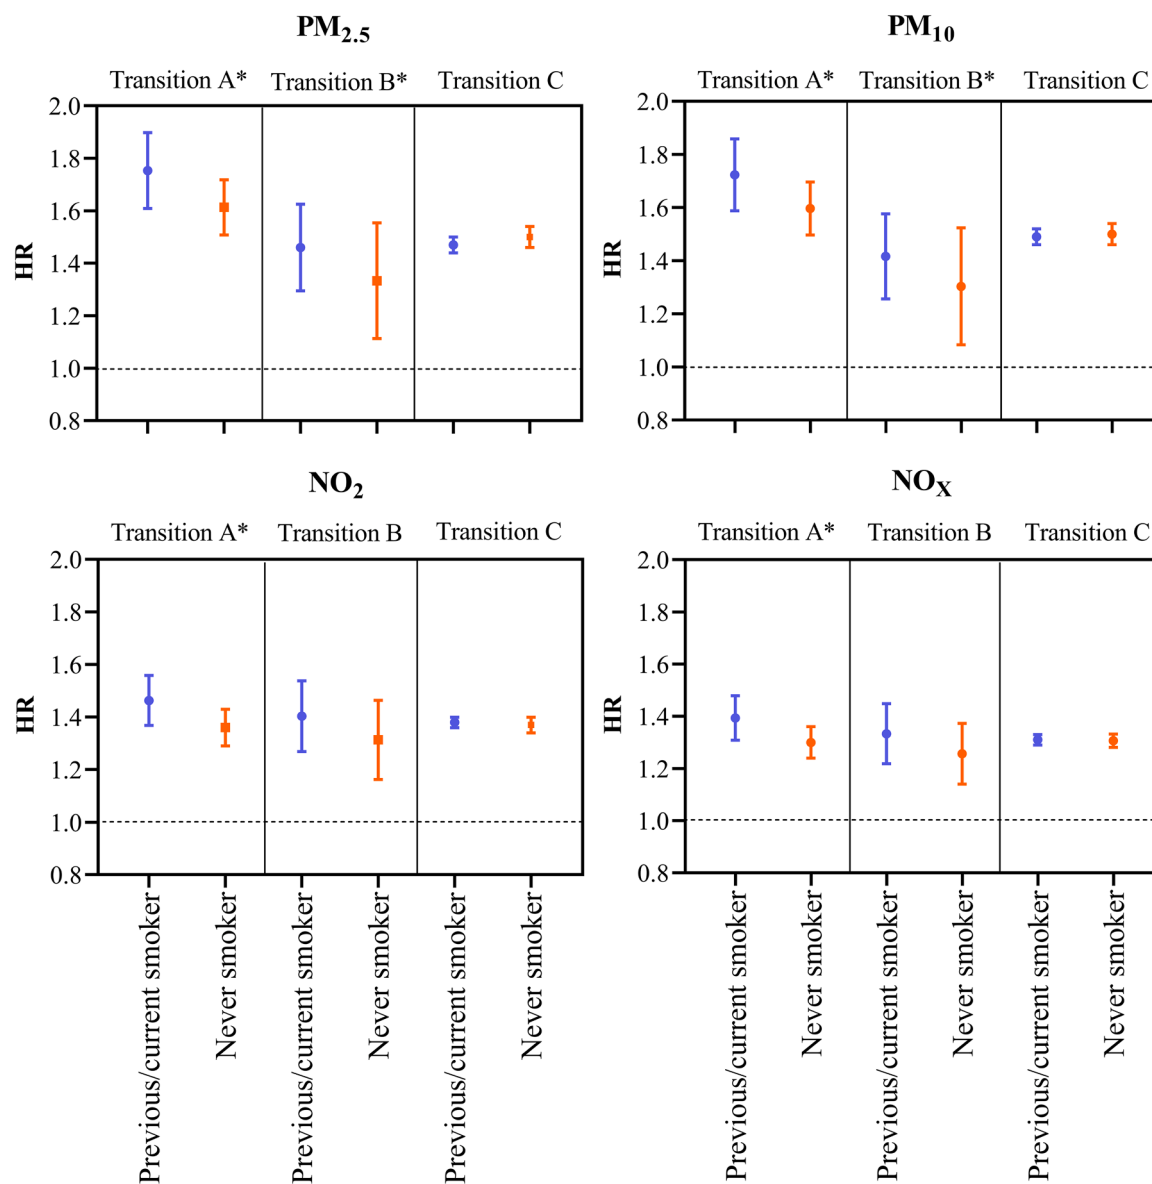 PM2.5
Transition A* Transition B* Transition C
HR
2.0
1.8
1.6
1.4
1.2
1.0
0.8
PM10
Transition A* Transition B* Transition C
HR
2.0
1.8
1.6
1.4
1.2
1.0
0.8
NO2
Transition A* Transition B Transition C
HR
2.0
1.8
1.6
1.4
1.2
1.0
0.8
Previous/current smoker
Never smoker
Previous/current smoker
Never smoker
Previous/current smoker
Never smoker
NOX
Transition A* Transition B Transition C
HR
2.0
1.8
1.6
1.4
1.2
1.0
0.8
Previous/current smoker
Never smoker
Previous/current smoker
Never smoker
Previous/current smoker
Never smoker